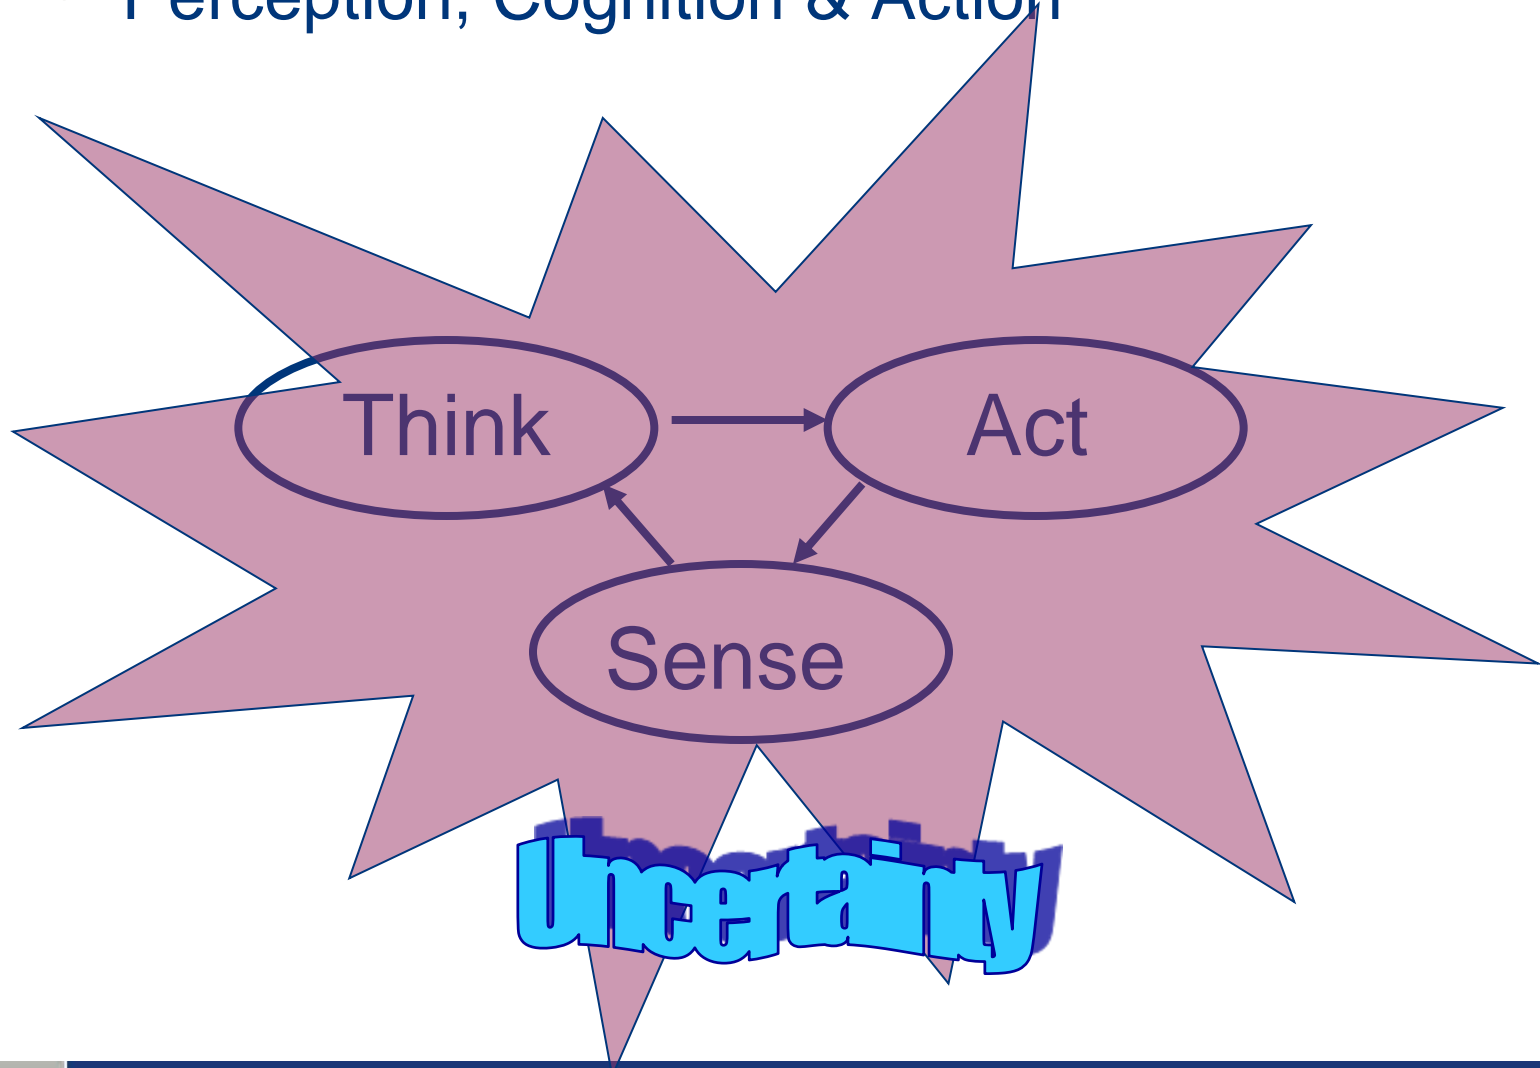 Perception, Cognition & Action
Think
Act
Sense
Uncertainty